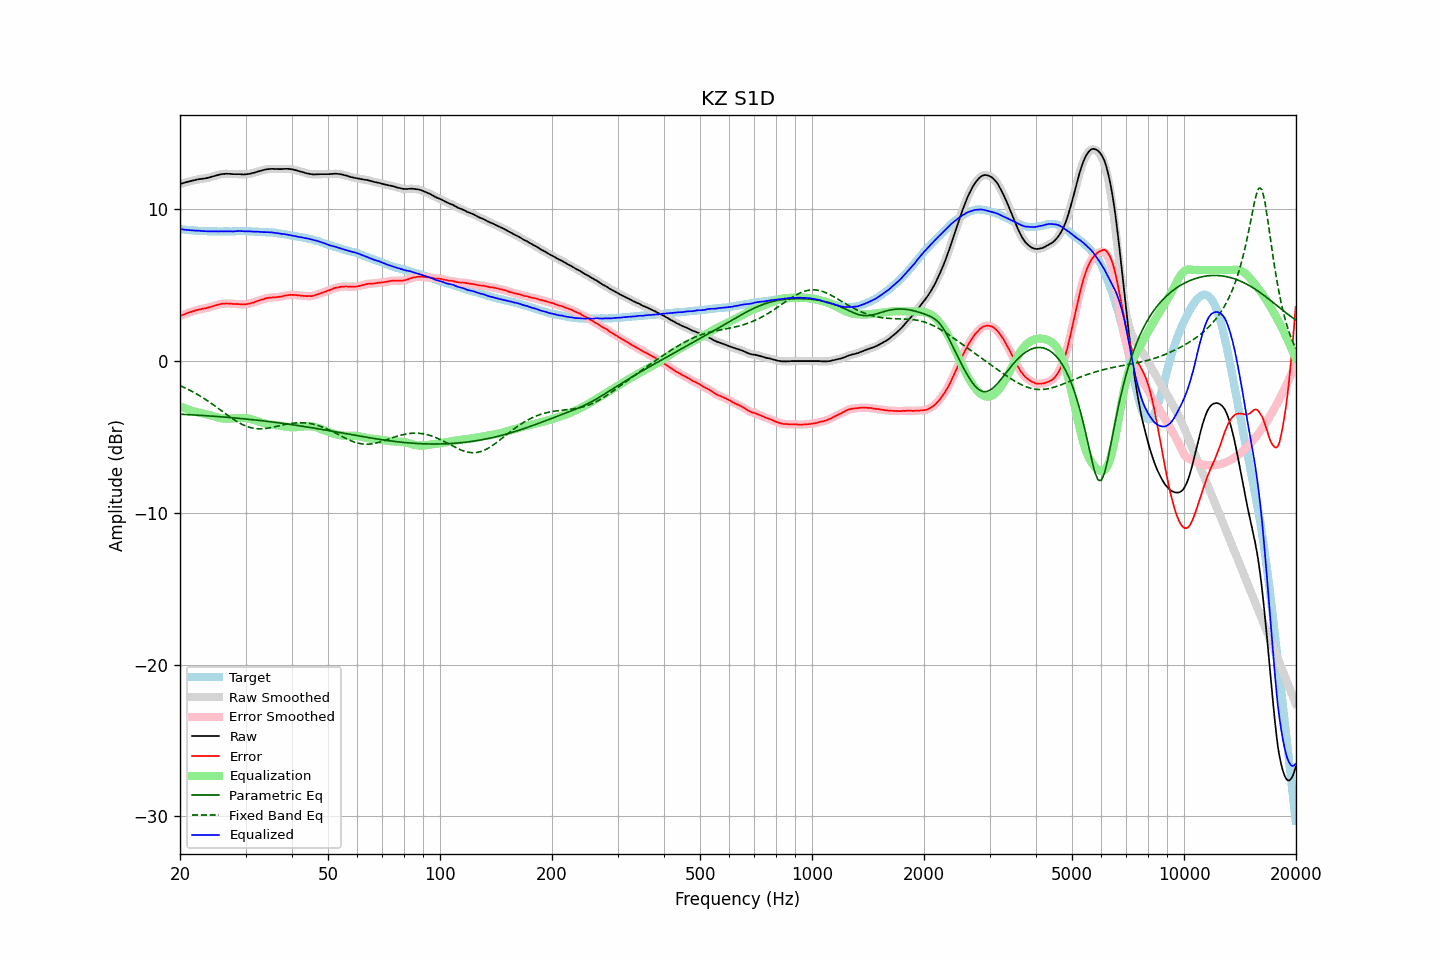 KZ S1D
Amplitude (dBr)
10
0
−10
−20
−30
Target
Raw Smoothed
Error Smoothed
Raw
Error
Equalization
Parametric Eq
Fixed Band Eq
Equalized
20 50 100 200 500 1000 2000 5000 10000 20000
Frequency (Hz)